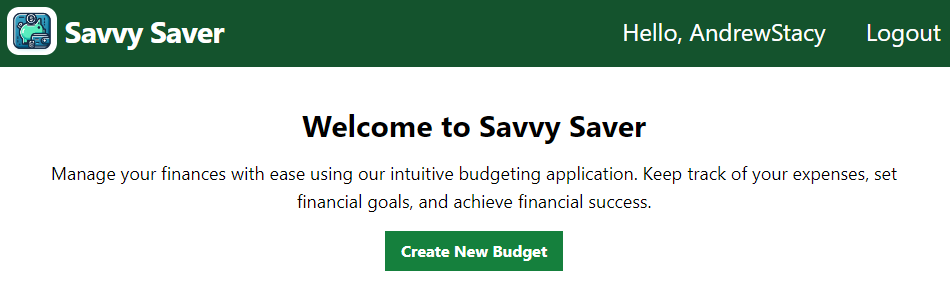 Savvy Saver
Hello, AndrewStacy
Logout
Welcome to Savvy Saver
Manage your finances with ease using our intuitive budgeting application. Keep track of your expenses, set
financial goals, and achieve financial success.
Create New Budget